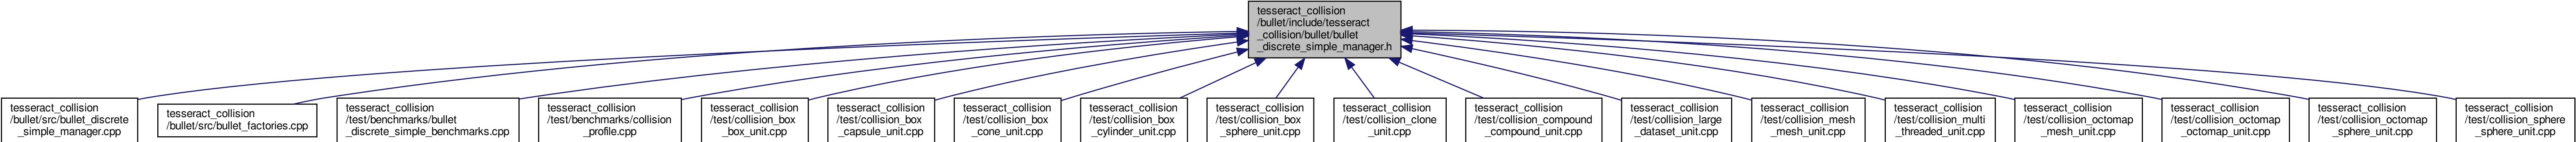 tesseract_collision
/bullet/include/tesseract
_collision/bullet/bullet
_discrete_simple_manager.h
tesseract_collision
/bullet/src/bullet_discrete
_simple_manager.cpp
tesseract_collision
/bullet/src/bullet_factories.cpp
tesseract_collision
/test/benchmarks/bullet
_discrete_simple_benchmarks.cpp
tesseract_collision
/test/benchmarks/collision
_profile.cpp
tesseract_collision
/test/collision_box
_box_unit.cpp
tesseract_collision
/test/collision_box
_capsule_unit.cpp
tesseract_collision
/test/collision_box
_cone_unit.cpp
tesseract_collision
/test/collision_box
_cylinder_unit.cpp
tesseract_collision
/test/collision_box
_sphere_unit.cpp
tesseract_collision
/test/collision_clone
_unit.cpp
tesseract_collision
/test/collision_compound
_compound_unit.cpp
tesseract_collision
/test/collision_large
_dataset_unit.cpp
tesseract_collision
/test/collision_mesh
_mesh_unit.cpp
tesseract_collision
/test/collision_multi
_threaded_unit.cpp
tesseract_collision
/test/collision_octomap
_mesh_unit.cpp
tesseract_collision
/test/collision_octomap
_octomap_unit.cpp
tesseract_collision
/test/collision_octomap
_sphere_unit.cpp
tesseract_collision
/test/collision_sphere
_sphere_unit.cpp